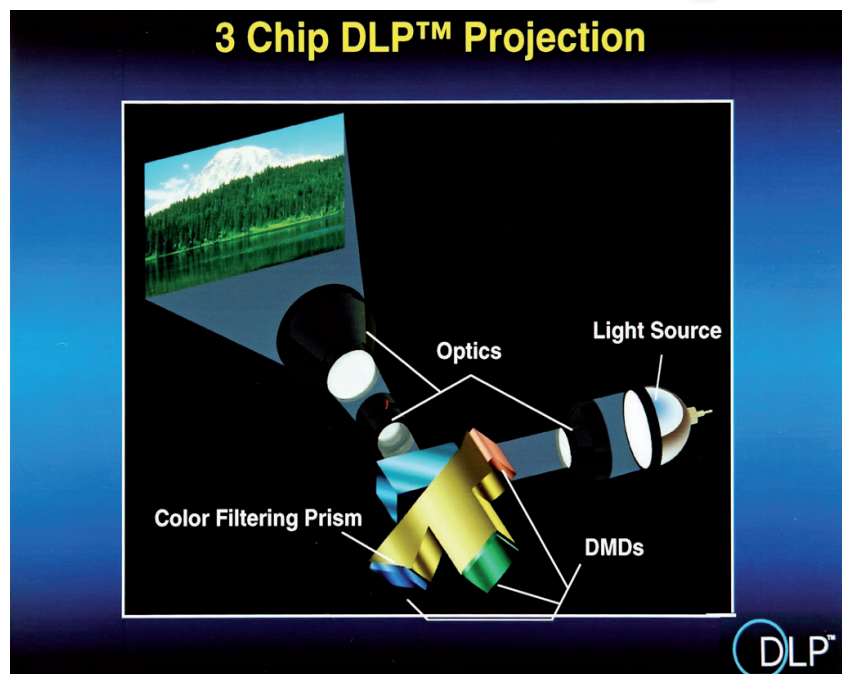 3 Chip DLP™ Projection
Light Source
Optics
Color Filtering Prism
DMDs
DLP™